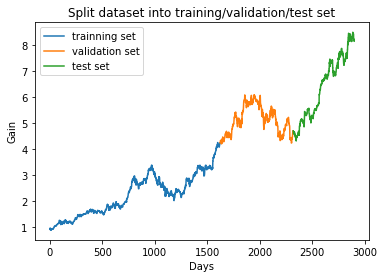 Split dataset into training/validation/test set
trainning set
validation set
test set
Gain
8
7
6
5
4
3
2
1
0 500 1000 1500 2000 2500 3000
Days